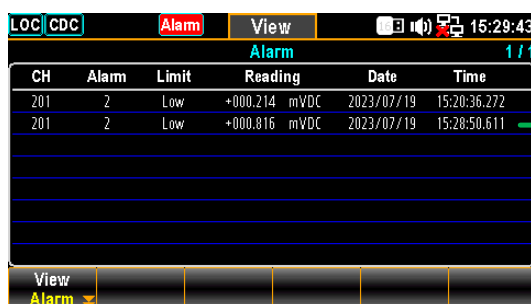 LOC CDC Alarm View 15:29:43
Alarm 1/1
CH Alarm Limit Reading Date Time
201 2 Low +000.214 mVDC 2023/07/19 15:20:36.272
201 2 Low +000.816 mVDC 2023/07/19 15:28:50.611
View
Alarm